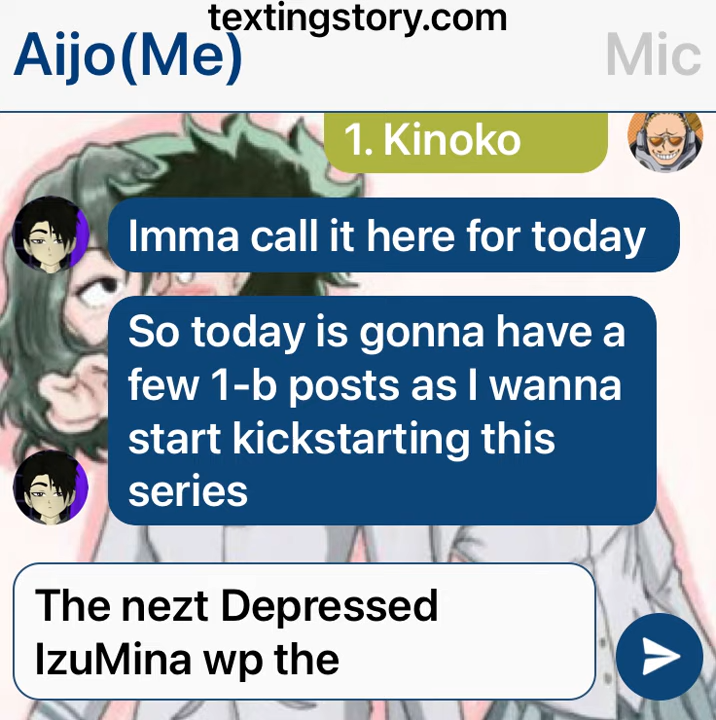 textingstory.com
Aijo(Me)
Mic
1. Kinoko
Imma call it here for today
So today is gonna have a
few 1-b posts as I wanna
start kickstarting this
series
The nezt Depressed
IzuMina wp the